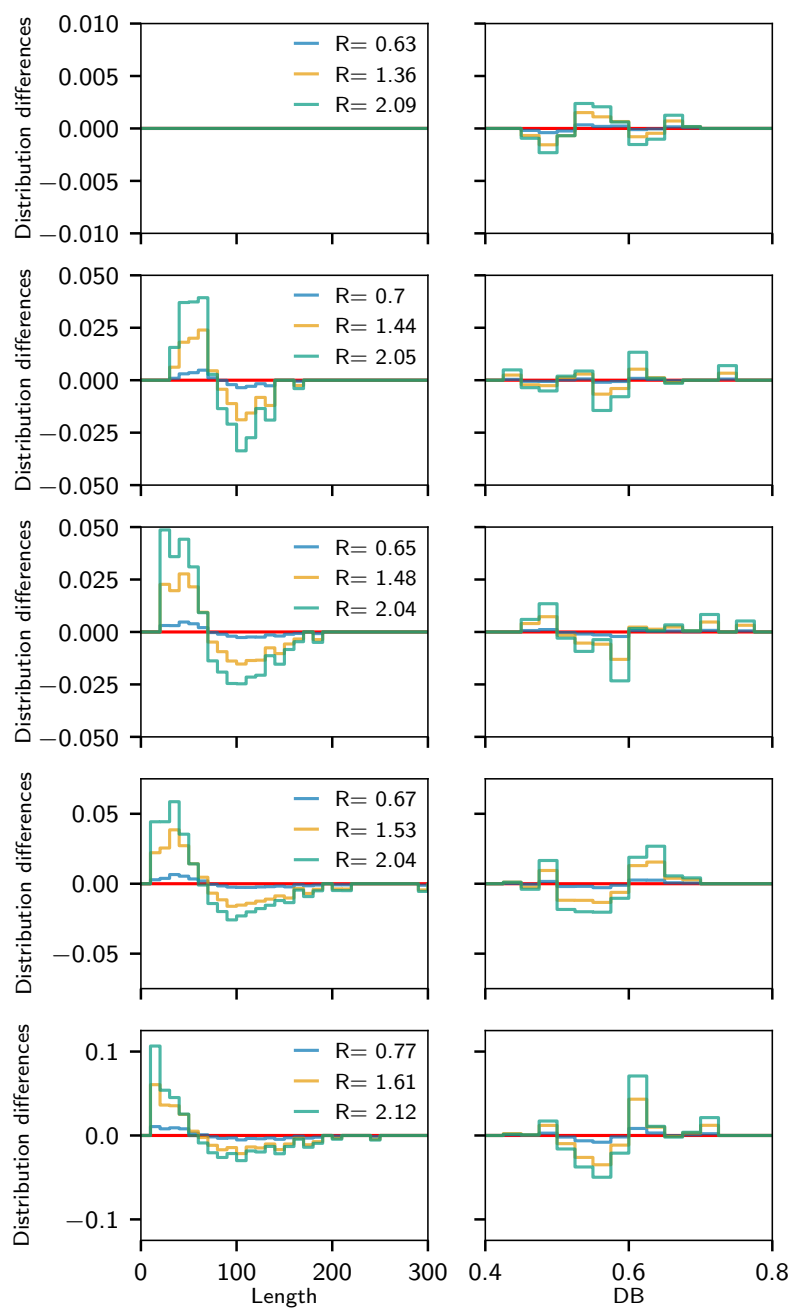 Distribution differences
0.010
0.005
0.000
−0.005
−0.010
R= 0.63
R= 1.36
R= 2.09
Distribution differences
0.050
0.025
0.000
−0.025
−0.050
R= 0.7
R= 1.44
R= 2.05
Distribution differences
0.050
0.025
0.000
−0.025
−0.050
R= 0.65
R= 1.48
R= 2.04
Distribution differences
0.05
0.00
−0.05
R= 0.67
R= 1.53
R= 2.04
Distribution differences
0.1
0.0
−0.1
R= 0.77
R= 1.61
R= 2.12
0 100 200 300
Length
0.4 0.6 0.8
DB